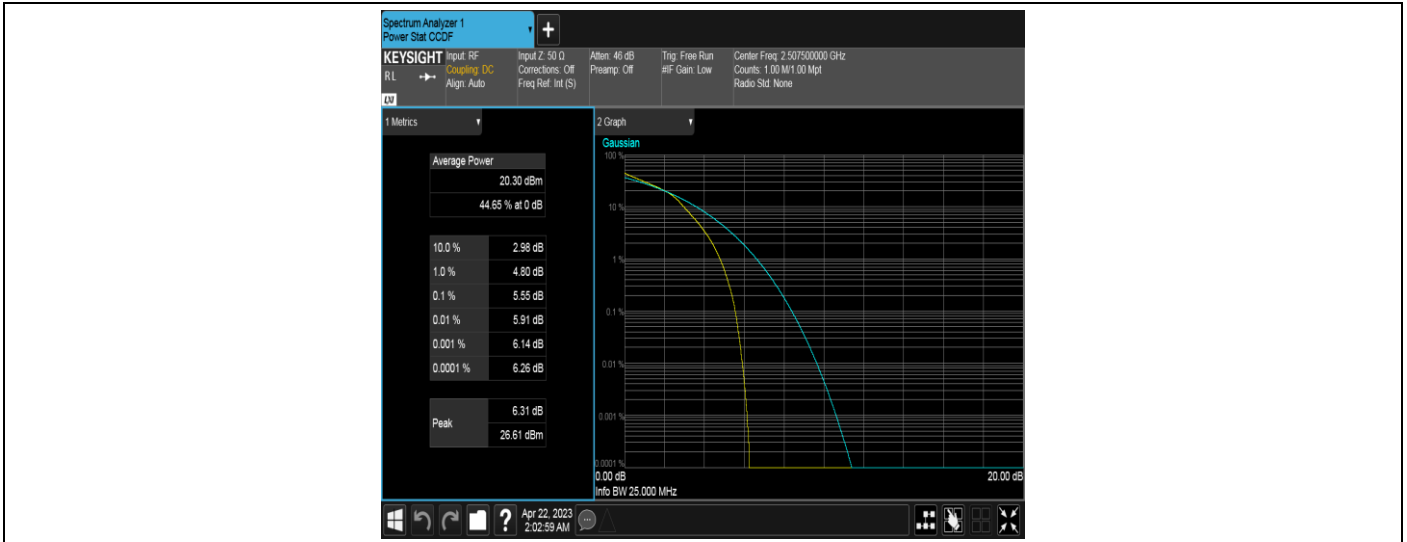 Spectrum Analyzer 1
Power Stat CCDF
+
KEYSIGHT Input: RF Input Z: 50 Ω Atten: 46 dB Trig: Free Run Center Freq: 2.507500000 GHz
RL Coupling: DC Corrections: Off Preamp: Off #IF Gain: Low Counts: 1.00 M/1.00 Mpt
Align: Auto Freq Ref: Int (S) Radio Std: None
LXI
1 Metrics
Average Power
20.30 dBm
44.65 % at 0 dB
10.0 % 2.98 dB
1.0 % 4.80 dB
0.1 % 5.55 dB
0.01 % 5.91 dB
0.001 % 6.14 dB
0.0001 % 6.26 dB
Peak 6.31 dB
26.61 dBm
2 Graph
Gaussian
100 %
10 %
1 %
0.1 %
0.01 %
0.001 %
0.0001 %
0.00 dB 20.00 dB
Info BW 25.000 MHz
? Apr 22, 2023
2:02:59 AM